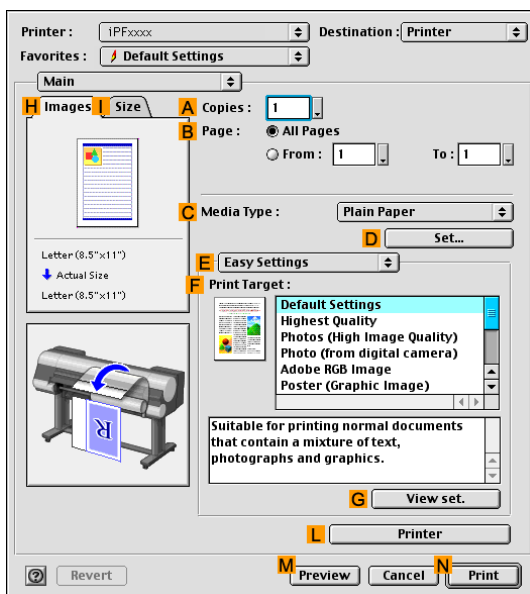 Printer : iPFxxxx Destination : Printer
Favorites : Default Settings
Main
H Images I Size
A Copies : 1
B Page : All Pages
From : 1 To : 1
C Media Type : Plain Paper
D Set...
Letter (8.5"x11")
Actual Size
Letter (8.5"x11")
E Easy Settings
F Print Target :
Default Settings
Highest Quality
Photos (High Image Quality)
Photo (from digital camera)
Adobe RGB Image
Poster (Graphic Image)
R
Suitable for printing normal documents
that contain a mixture of text,
photographs and graphics.
G View set.
L Printer
? Revert M Preview Cancel N Print